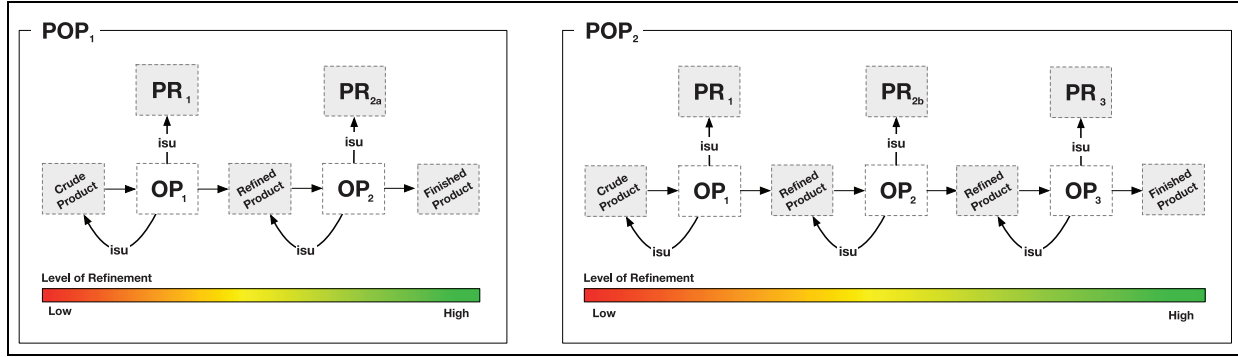 POP1
PR1
PR2a
isu
isu
Crude
Product
OP1
Refined
Product
OP2
Finished
Product
isu
isu
Level of Refinement
Low
High
POP2
PR1
PR2b
PR3
isu
isu
isu
Crude
Product
OP1
Refined
Product
OP2
Refined
Product
OP3
Finished
Product
isu
isu
isu
Level of Refinement
Low
High